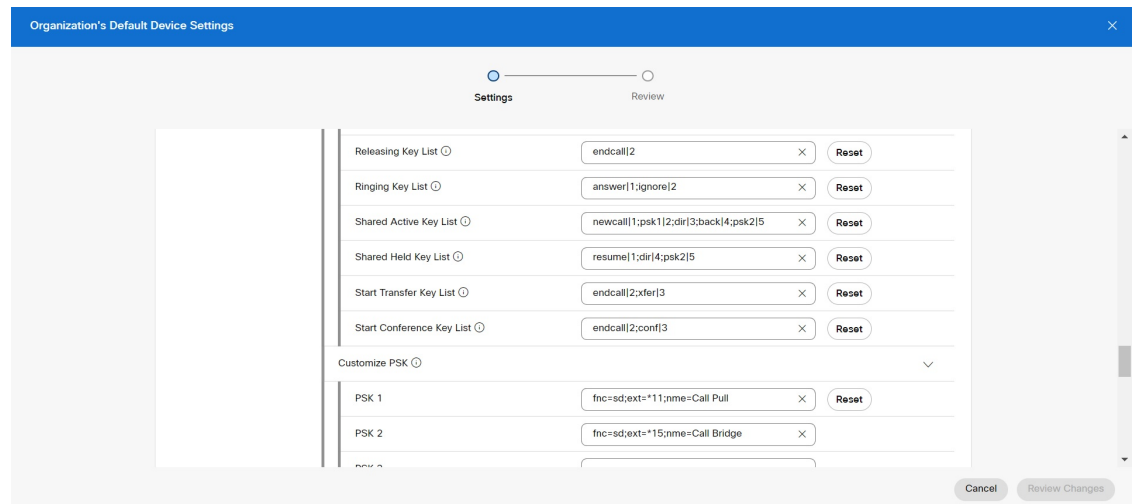 Organization's Default Device Settings
Settings
Review
Releasing Key List
endcall|2
Reset
Ringing Key List
answer|1;ignore|2
Reset
Shared Active Key List
newcall|1;psk1|2;dir|3;back|4;psk2|5
Reset
Shared Held Key List
resume|1;dir|4;psk2|5
Reset
Start Transfer Key List
endcall|2;xfer|3
Reset
Start Conference Key List
endcall|2;conf|3
Reset
Customize PSK
PSK 1
fnc=sd;ext=*11;nme=Call Pull
Reset
PSK 2
fnc=sd;ext=*15;nme=Call Bridge
Cancel
Review Changes